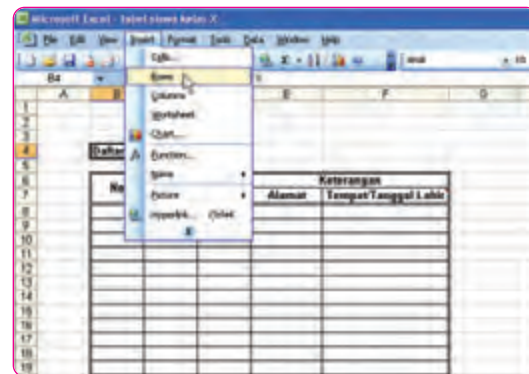 Microsoft Excel - tabel siswa kelas X
File Edit View Insert Format Tools Data Window Help
Arial 10
B4
A B E F G
Cells...
Rows
Columns
Worksheet
Chart...
Function...
Name
Picture
Hyperlink... Ctrl+K
1
2
3
4 Daftar
5
6 Keterangan
7 Alamat Tempat/Tanggal Lahir
8
9
10
11
12
13
14
15
16
17
18
19